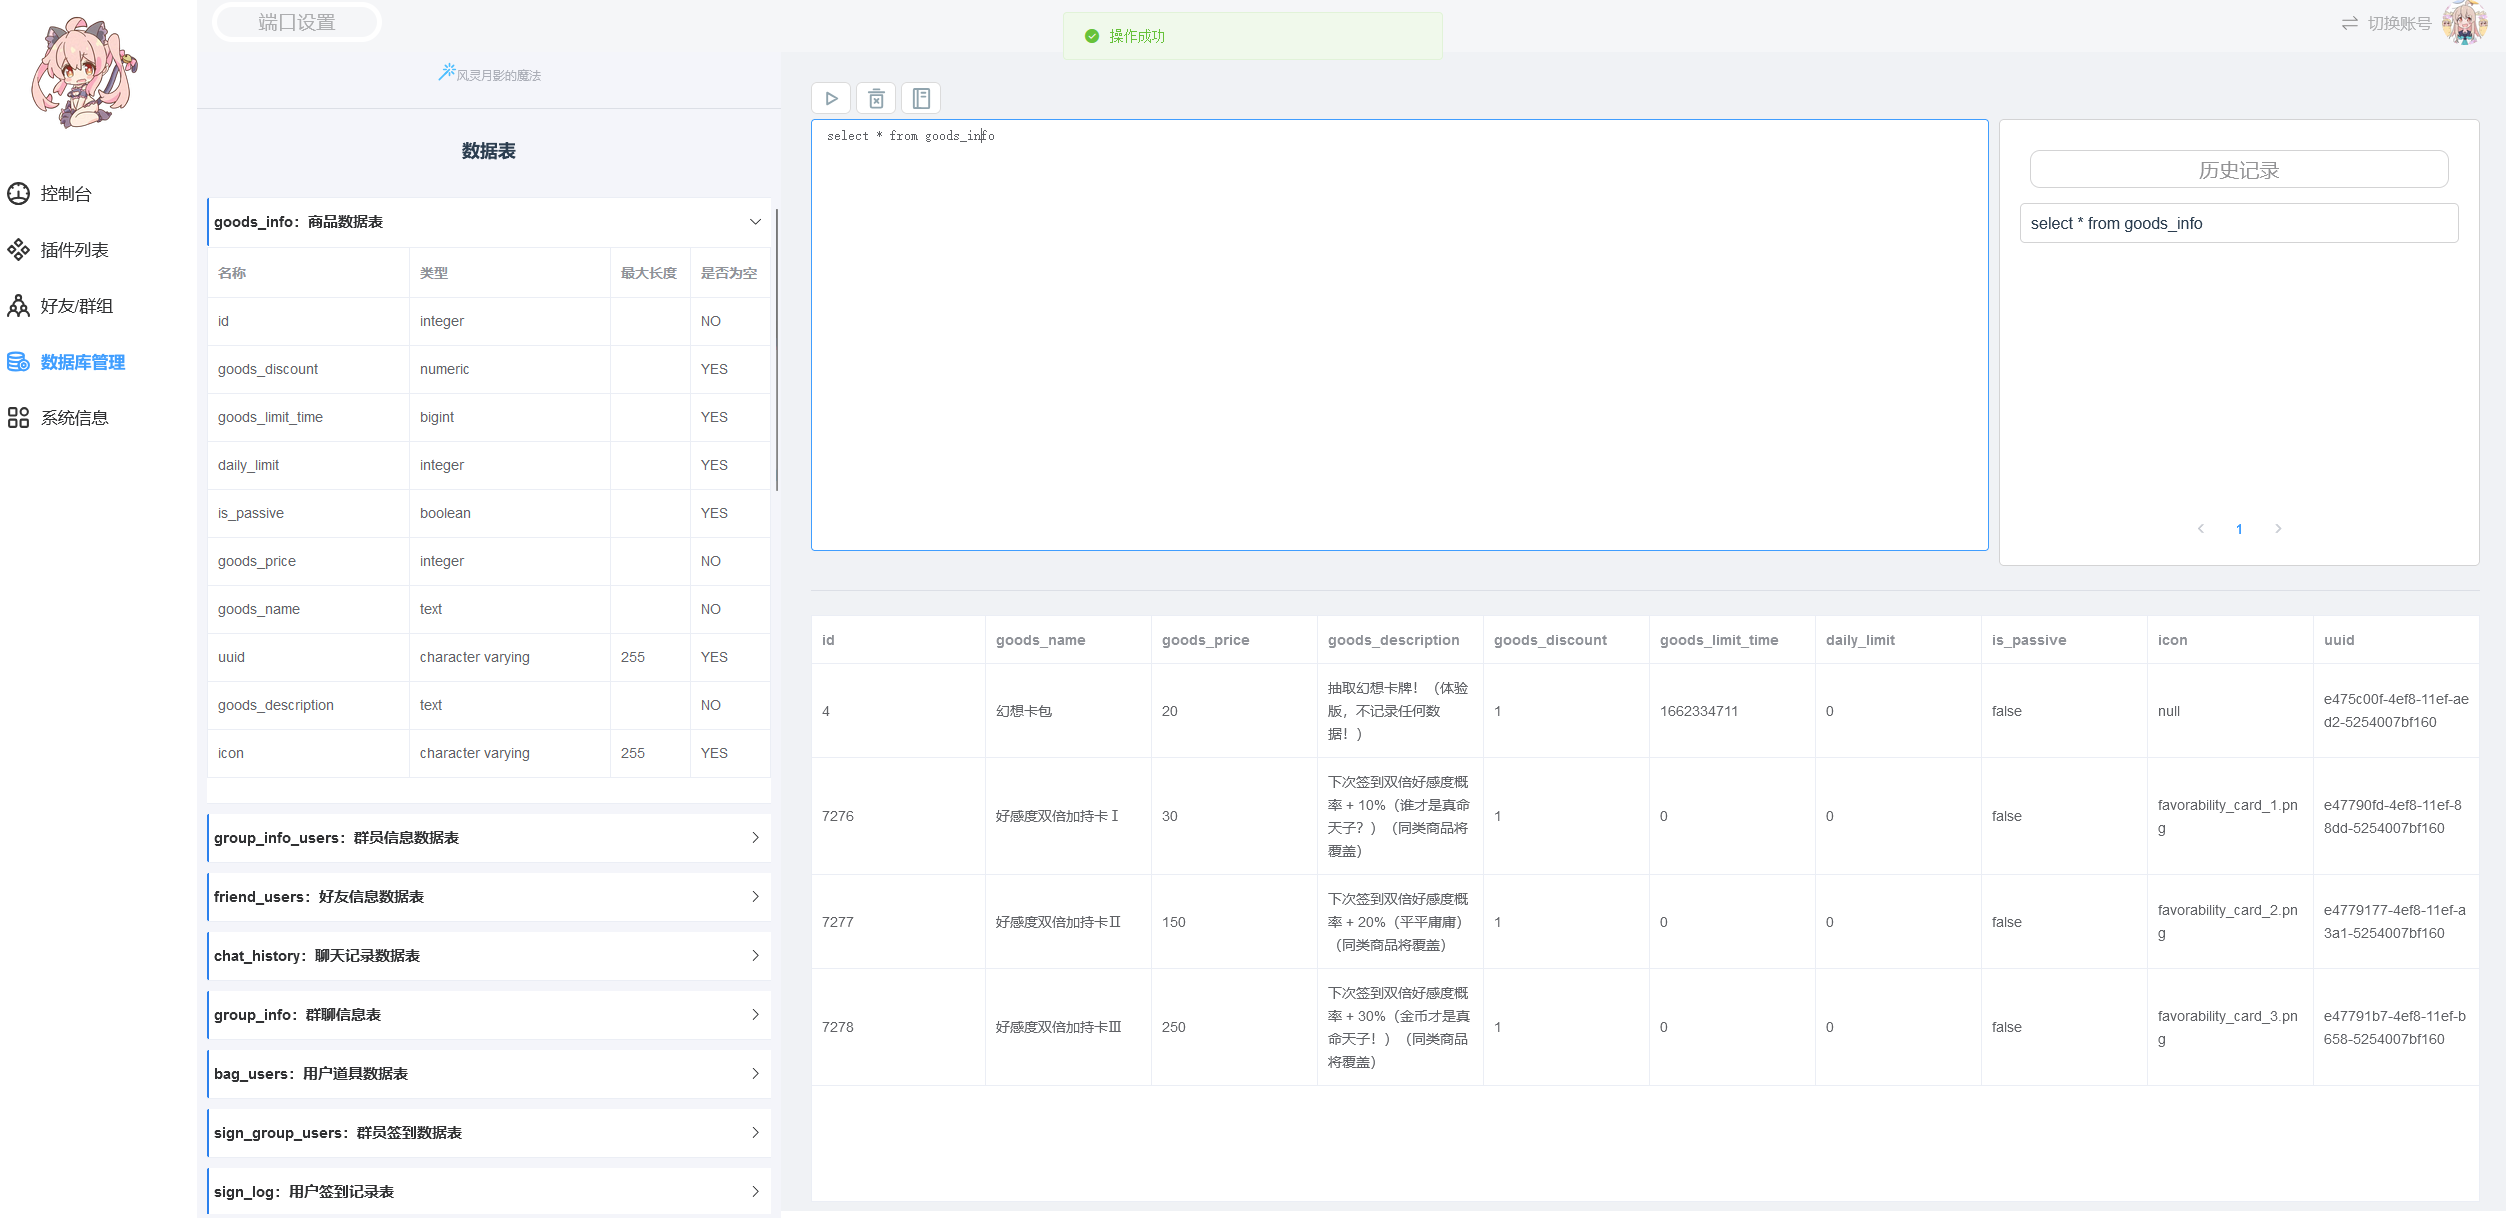 端口设置
操作成功
切换账号
风灵月影的魔法
控制台
插件列表
好友/群组
数据库管理
系统信息
数据表
goods_info：商品数据表
名称 类型 最大长度 是否为空
id integer NO
goods_discount numeric YES
goods_limit_time bigint YES
daily_limit integer YES
is_passive boolean YES
goods_price integer NO
goods_name text NO
uuid character varying 255 YES
goods_description text NO
icon character varying 255 YES
group_info_users：群员信息数据表
friend_users：好友信息数据表
chat_history：聊天记录数据表
group_info：群聊信息表
bag_users：用户道具数据表
sign_group_users：群员签到数据表
sign_log：用户签到记录表
select * from goods_info
历史记录
select * from goods_info
1
id goods_name goods_price goods_description goods_discount goods_limit_time daily_limit is_passive icon uuid
4 幻想卡包 20
抽取幻想卡牌！（体验
版，不记录任何数
据！）
1 1662334711 0 false null
e475c00f-4ef8-11ef-ae
d2-5254007bf160
7276 好感度双倍加持卡Ⅰ 30
下次签到双倍好感度概
率 + 10%（谁才是真命
天子？）（同类商品将
覆盖）
1 0 0 false
favorability_card_1.pn
g
e47790fd-4ef8-11ef-8
8dd-5254007bf160
7277 好感度双倍加持卡Ⅱ 150
下次签到双倍好感度概
率 + 20%（平平庸庸）
（同类商品将覆盖）
1 0 0 false
favorability_card_2.pn
g
e4779177-4ef8-11ef-a
3a1-5254007bf160
7278 好感度双倍加持卡Ⅲ 250
下次签到双倍好感度概
率 + 30%（金币才是真
命天子！）（同类商品
将覆盖）
1 0 0 false
favorability_card_3.pn
g
e47791b7-4ef8-11ef-b
658-5254007bf160